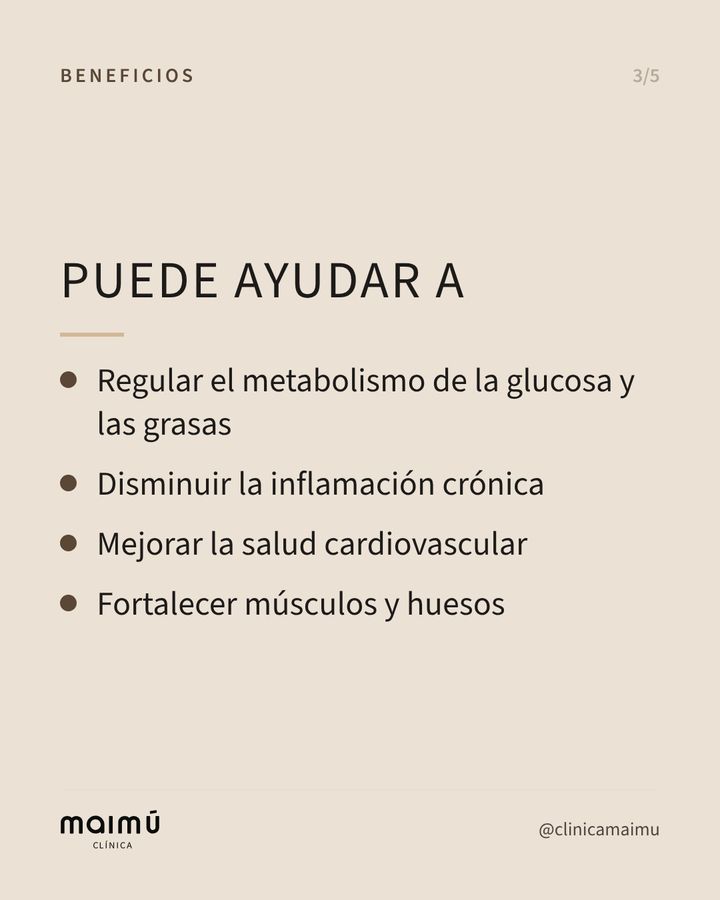 BENEFICIOS
3/5
PUEDE AYUDAR A
Regular el metabolismo de la glucosa y
las grasas
Disminuir la inflamación crónica
Mejorar la salud cardiovascular
Fortalecer músculos y huesos
maimú
CLÍNICA
@clinicamaimu